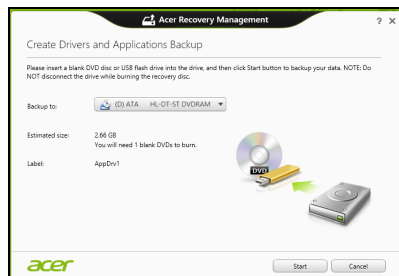 Acer Recovery Management
? X
Create Drivers and Applications Backup
Please insert a blank DVD disc or USB flash drive into the drive, and then click Start button to backup your data. NOTE: Do
NOT disconnect the drive while burning the recovery disc.
Backup to: (D) ATA HL-DT-ST DVDRAM
Estimated size: 2.66 GB
You will need 1 blank DVDs to burn.
Label: AppDrv1
DVD
acer
Start Cancel